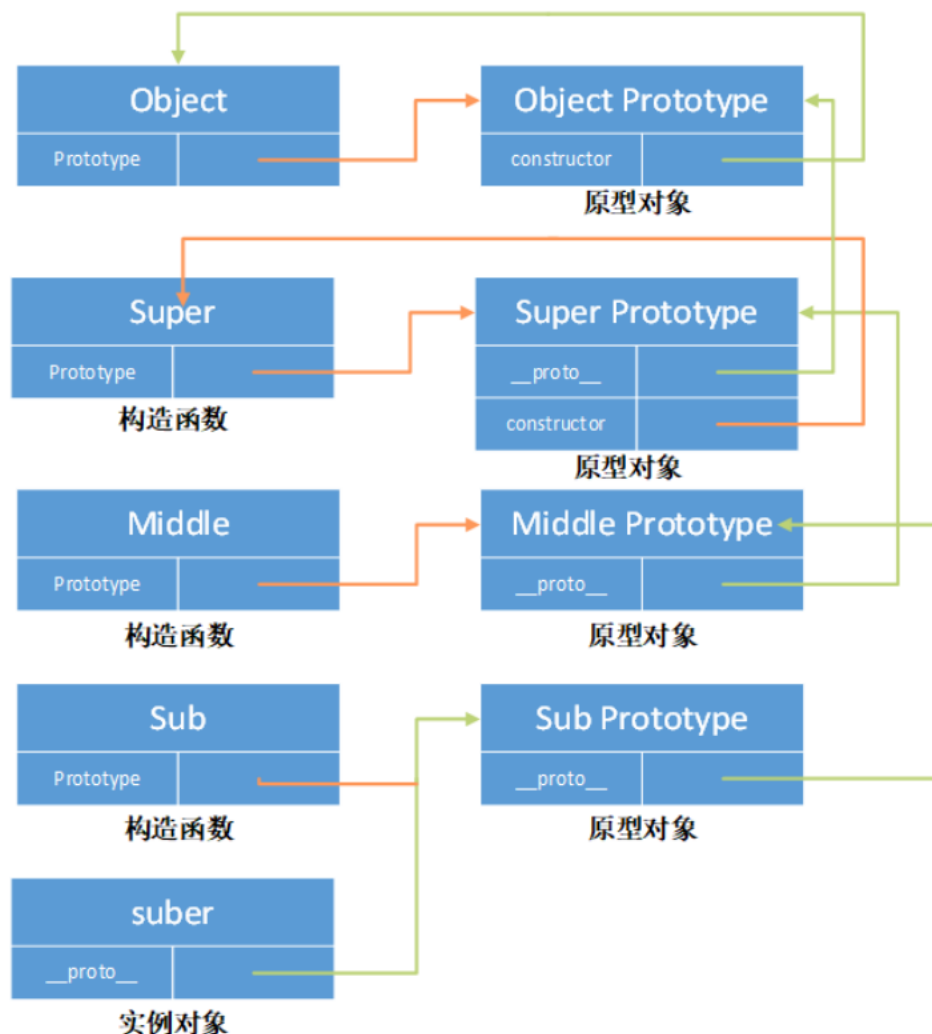 Object
Object Prototype
Prototype
constructor
原型对象
Super
Super Prototype
Prototype
__proto__
构造函数
constructor
原型对象
Middle
Middle Prototype
Prototype
__proto__
构造函数
原型对象
Sub
Sub Prototype
Prototype
__proto__
构造函数
原型对象
suber
__proto__
实例对象